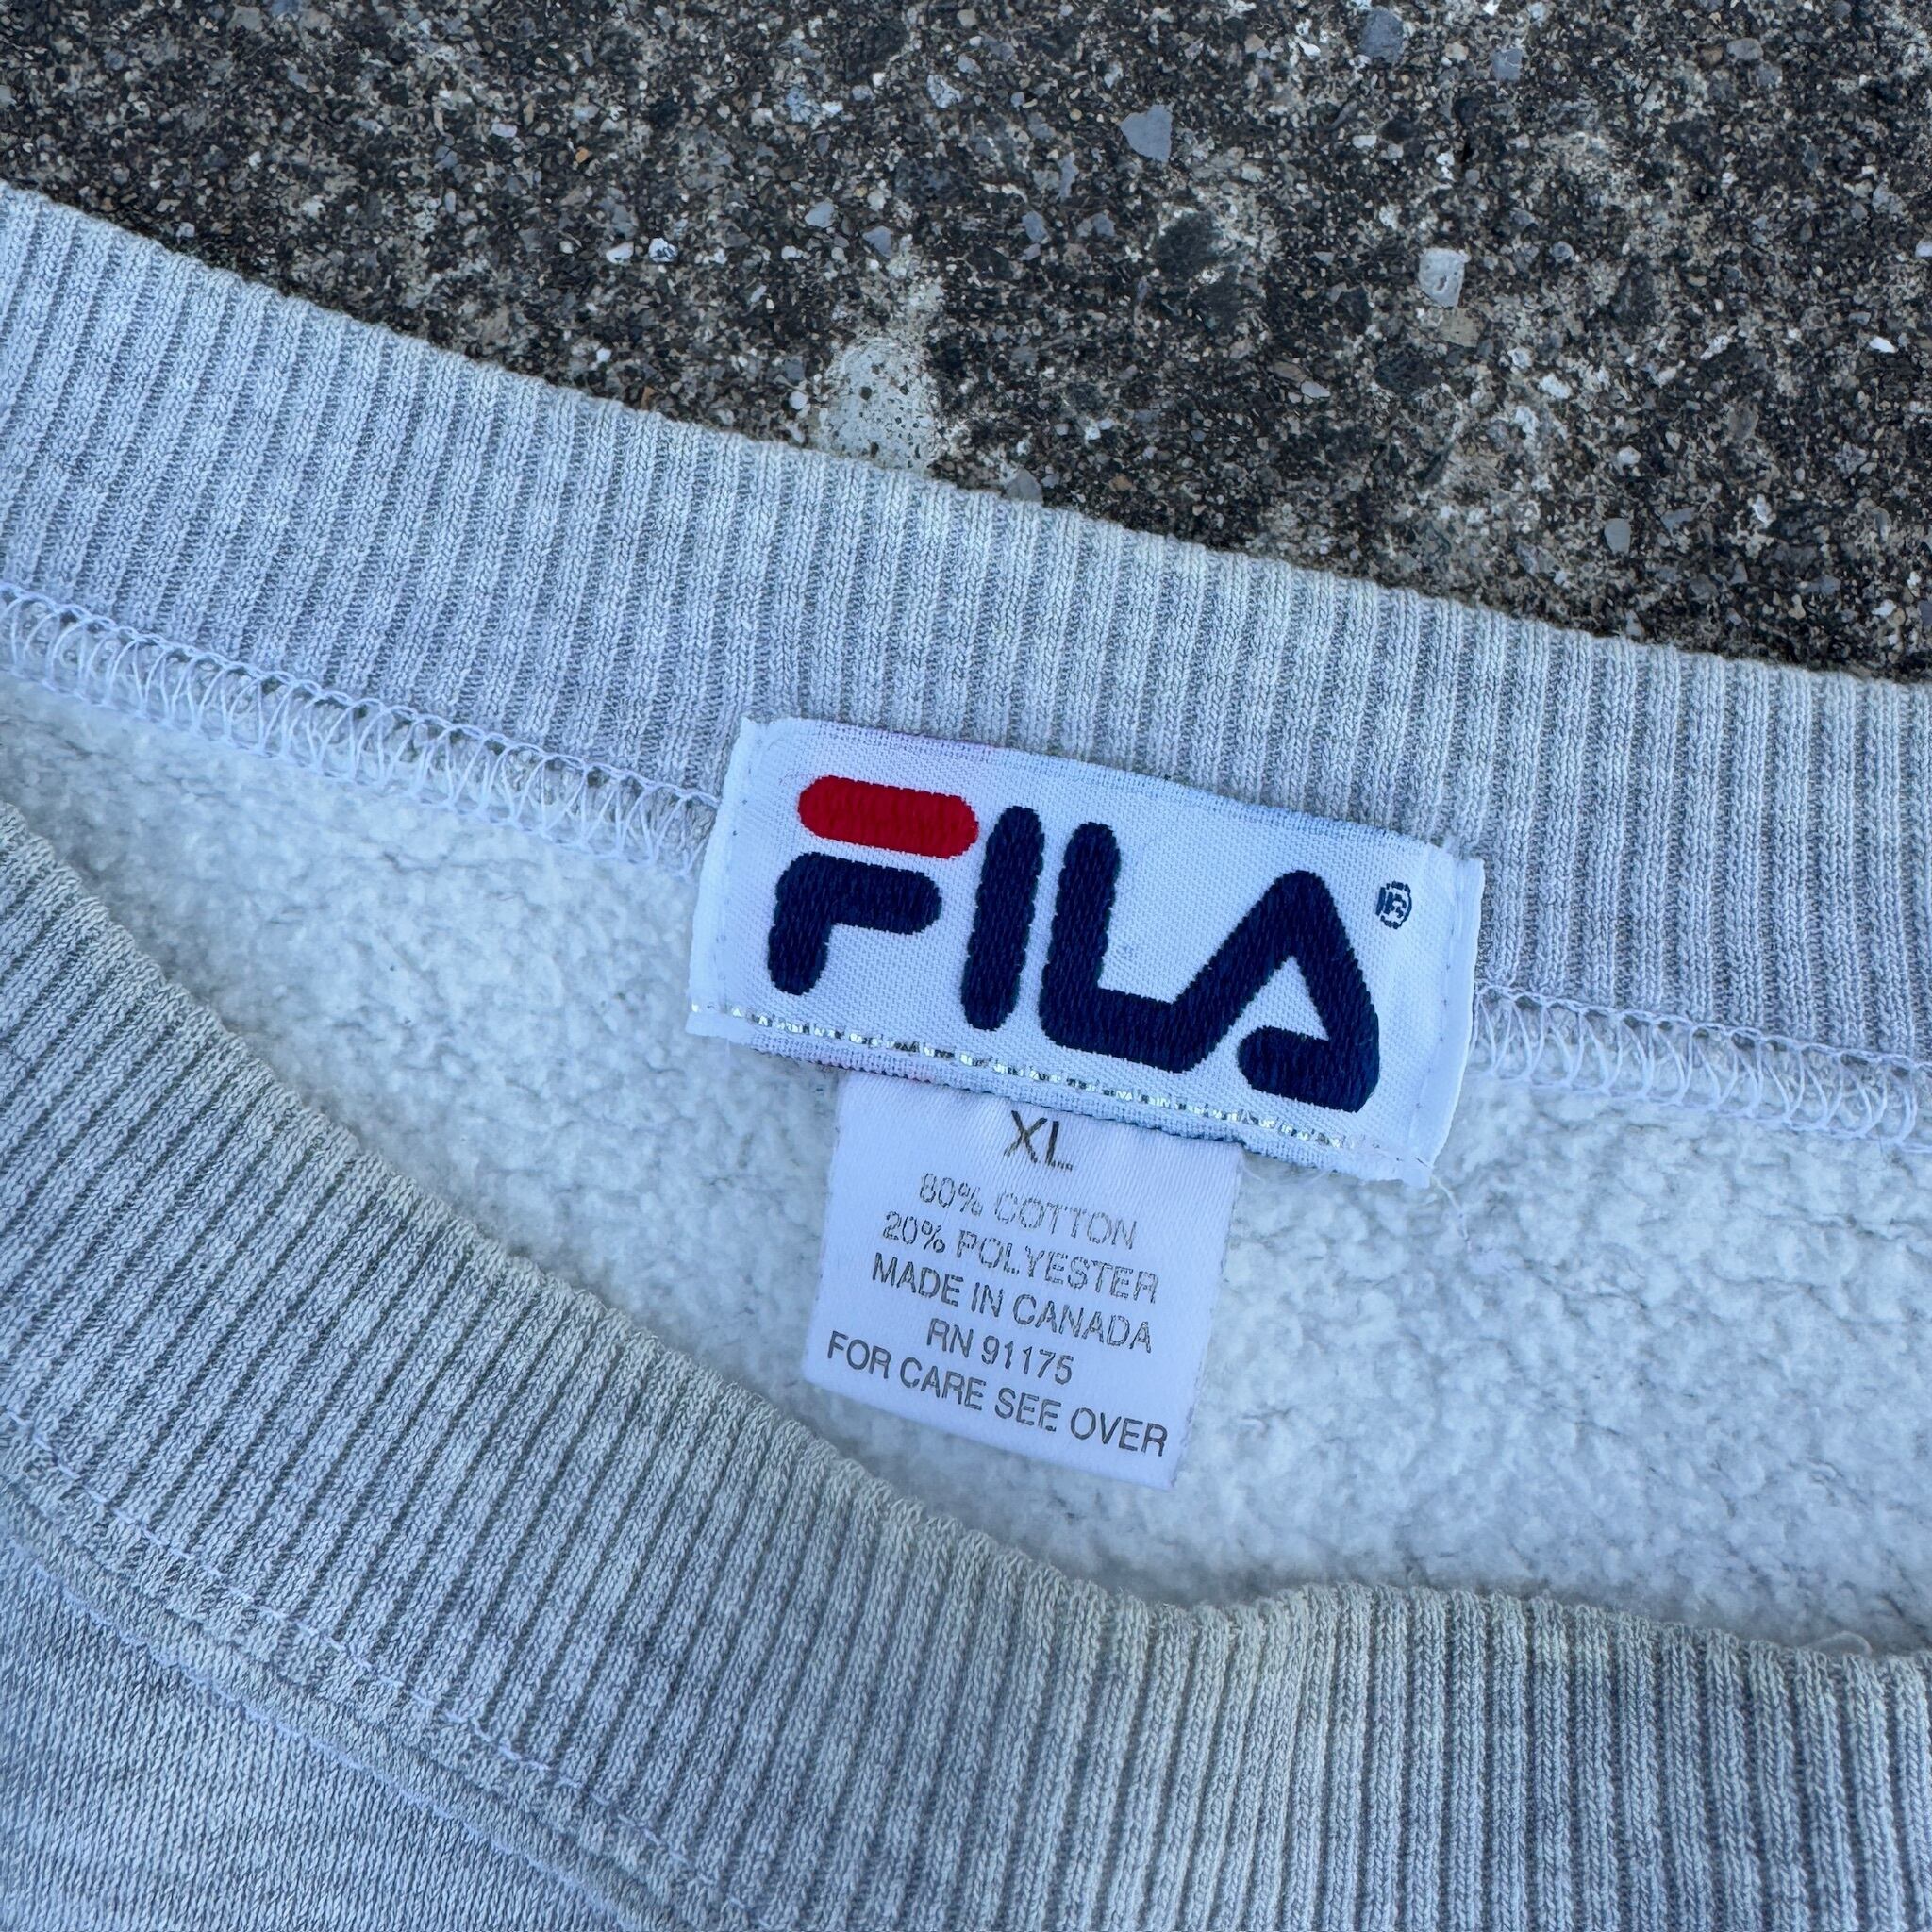 FILA®
XL
80% COTTON
20% POLYESTER
MADE IN CANADA
RN 91175
FOR CARE SEE OVER